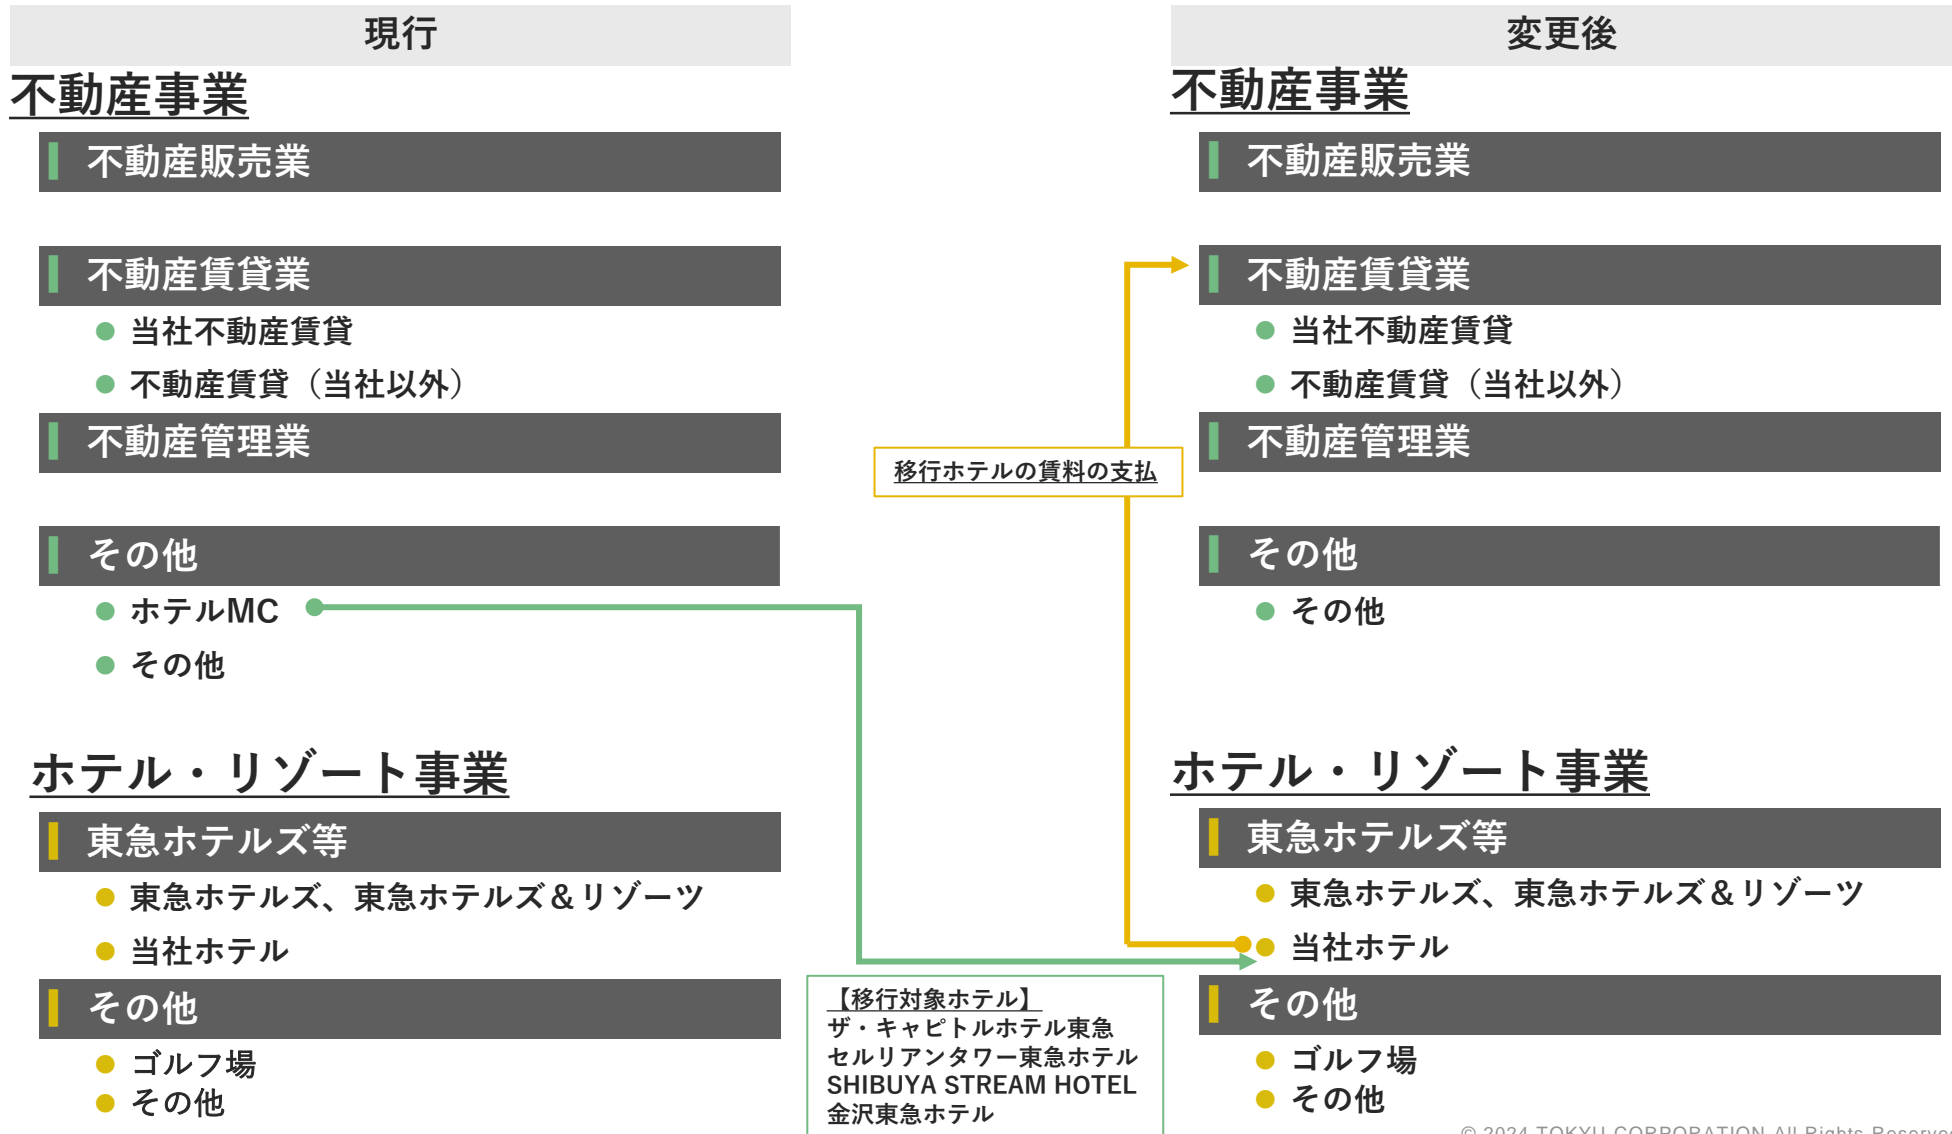 現行
不動産事業
不動産販売業
不動産賃貸業
当社不動産賃貸
不動産賃貸（当社以外）
不動産管理業
その他
ホテルMC
その他
ホテル・リゾート事業
東急ホテルズ等
東急ホテルズ、東急ホテルズ＆リゾーツ
当社ホテル
その他
ゴルフ場
その他
移行ホテルの賃料の支払
【移行対象ホテル】
ザ・キャピトルホテル東急
セルリアンタワー東急ホテル
SHIBUYA STREAM HOTEL
金沢東急ホテル
変更後
不動産事業
不動産販売業
不動産賃貸業
当社不動産賃貸
不動産賃貸（当社以外）
不動産管理業
その他
その他
ホテル・リゾート事業
東急ホテルズ等
東急ホテルズ、東急ホテルズ＆リゾーツ
当社ホテル
その他
ゴルフ場
その他
© 2024 TOKYU CORPORATION All Rights Reserved